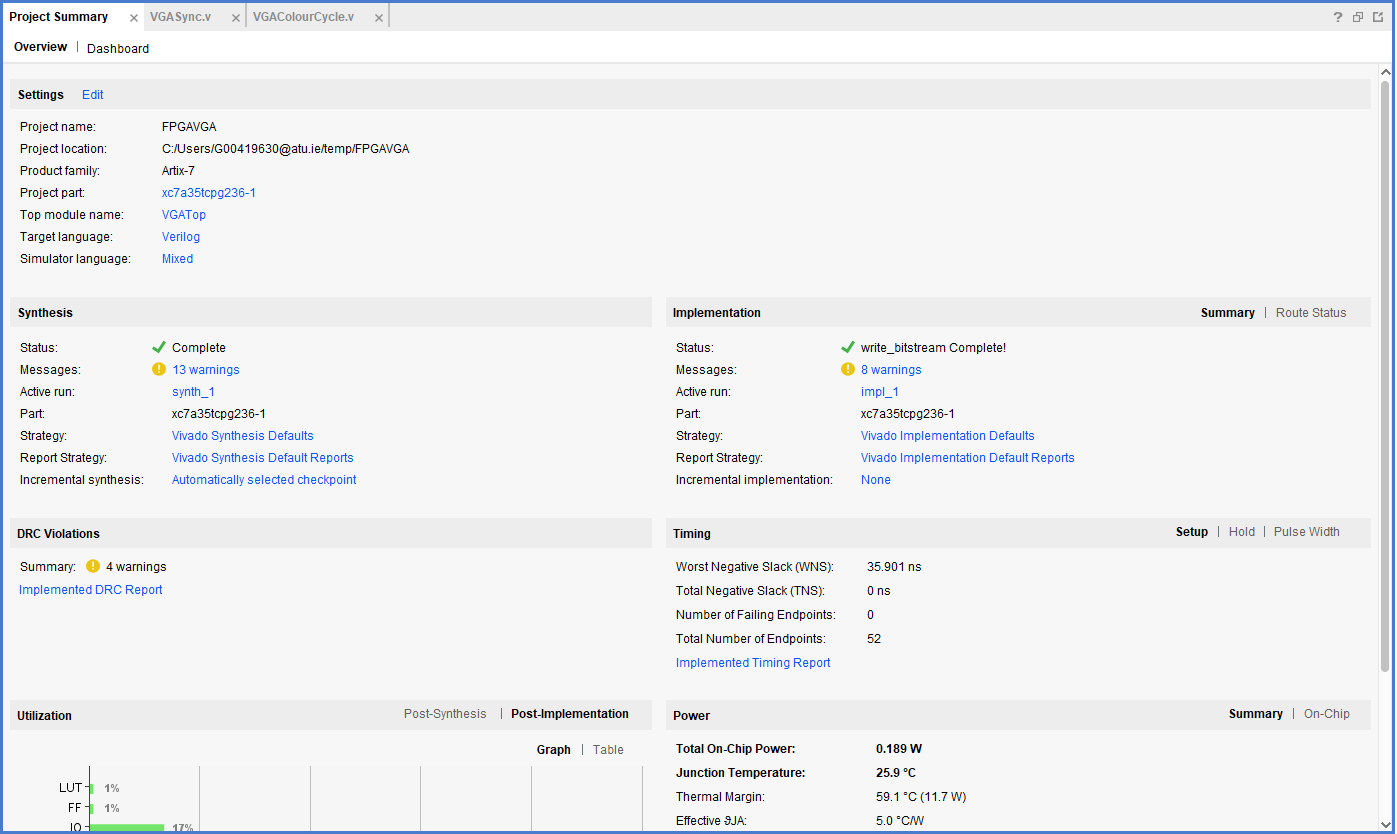 Project Summary × VGASync.v × VGAColourCycle.v ×
?
Overview | Dashboard
Settings Edit
Project name: FPGAVGA
Project location: C:/Users/G00419630@atu.ie/temp/FPGAVGA
Product family: Artix-7
Project part: xc7a35tcpg236-1
Top module name: VGATop
Target language: Verilog
Simulator language: Mixed
Synthesis
Status: Complete
Messages: 13 warnings
Active run: synth_1
Part: xc7a35tcpg236-1
Strategy: Vivado Synthesis Defaults
Report Strategy: Vivado Synthesis Default Reports
Incremental synthesis: Automatically selected checkpoint
Implementation Summary | Route Status
Status: write_bitstream Complete!
Messages: 8 warnings
Active run: impl_1
Part: xc7a35tcpg236-1
Strategy: Vivado Implementation Defaults
Report Strategy: Vivado Implementation Default Reports
Incremental implementation: None
DRC Violations
Summary: 4 warnings
Implemented DRC Report
Timing Setup | Hold | Pulse Width
Worst Negative Slack (WNS): 35.901 ns
Total Negative Slack (TNS): 0 ns
Number of Failing Endpoints: 0
Total Number of Endpoints: 52
Implemented Timing Report
Utilization Post-Synthesis | Post-Implementation
Graph | Table
LUT 1%
FF 1%
IO 17%
Power Summary | On-Chip
Total On-Chip Power: 0.189 W
Junction Temperature: 25.9 °C
Thermal Margin: 59.1 °C (11.7 W)
Effective ϑJA: 5.0 °C/W